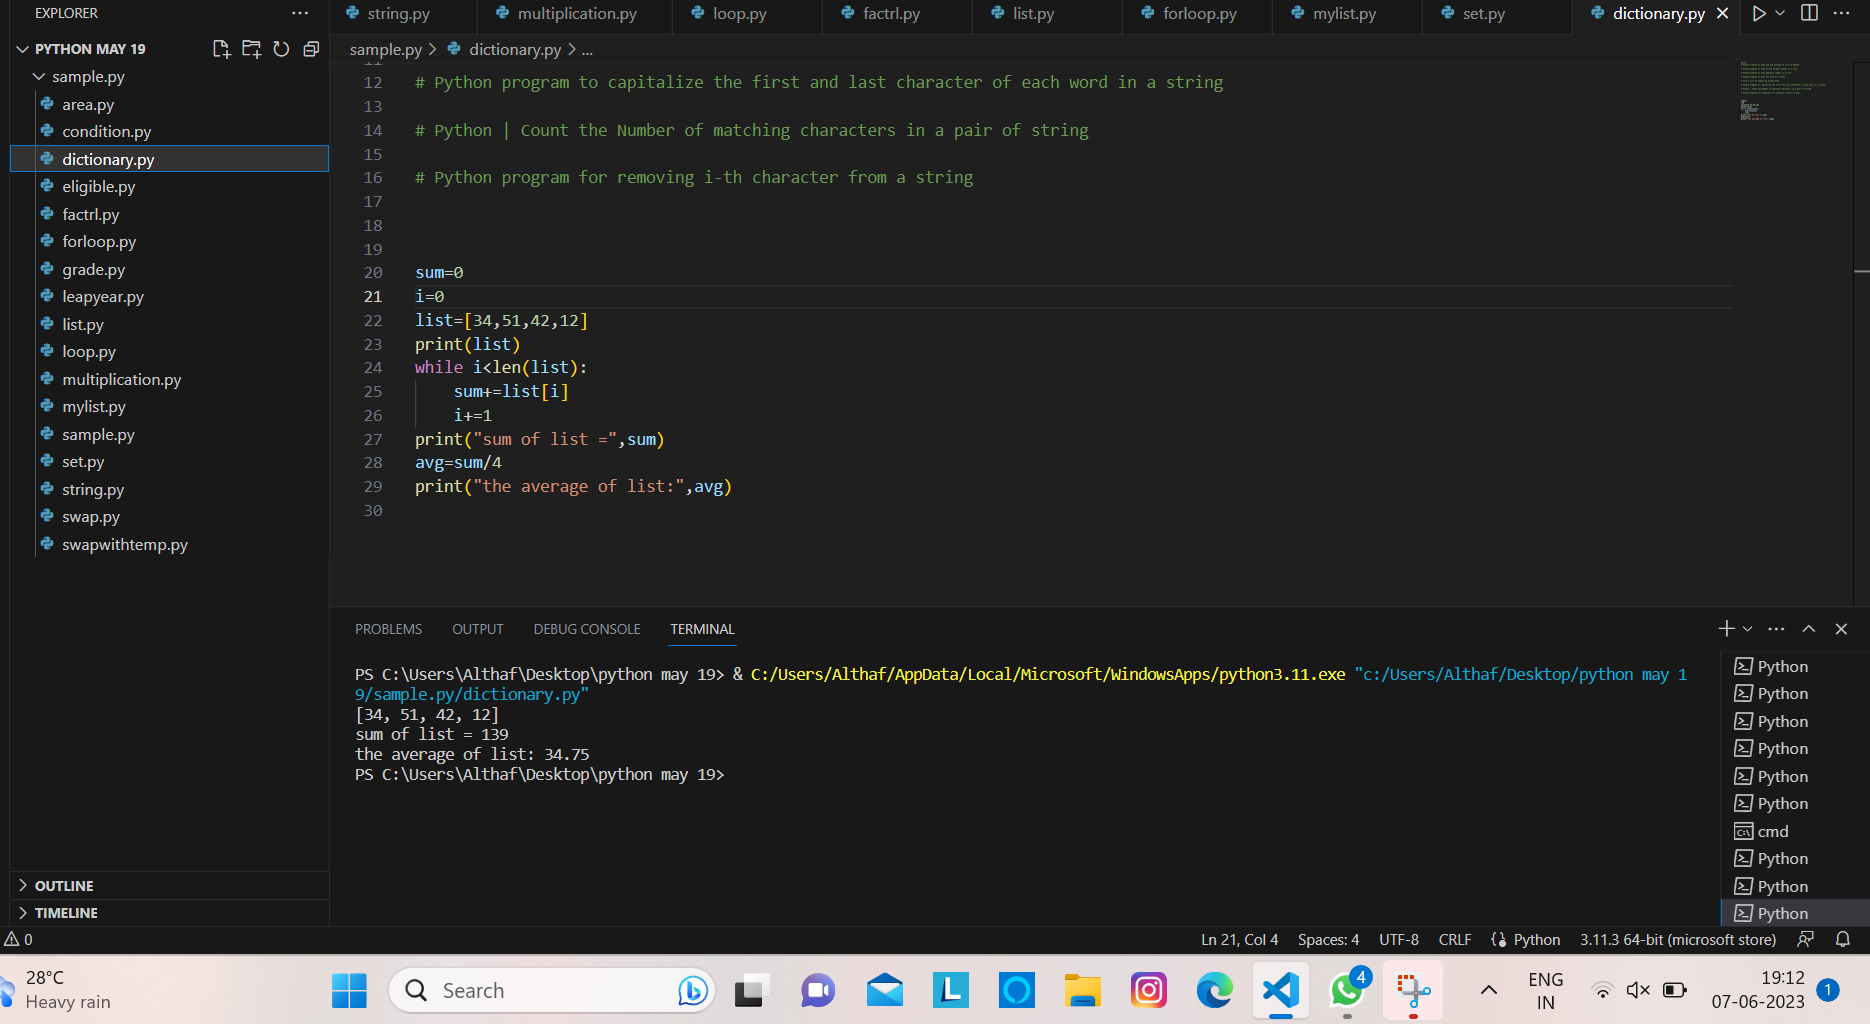 EXPLORER
PYTHON MAY 19
sample.py
area.py
condition.py
dictionary.py
eligible.py
factrl.py
forloop.py
grade.py
leapyear.py
list.py
loop.py
multiplication.py
mylist.py
sample.py
set.py
string.py
swap.py
swapwithtemp.py
OUTLINE
TIMELINE
string.py
multiplication.py
loop.py
factrl.py
list.py
forloop.py
mylist.py
set.py
dictionary.py
sample.py > dictionary.py > ...
11
12 # Python program to capitalize the first and last character of each word in a string
13
14 # Python | Count the Number of matching characters in a pair of string
15
16 # Python program for removing i-th character from a string
17
18
19
20 sum=0
21 i=0
22 list=[34,51,42,12]
23 print(list)
24 while i<len(list):
25     sum+=list[i]
26     i+=1
27 print("sum of list =",sum)
28 avg=sum/4
29 print("the average of list:",avg)
30
PROBLEMS OUTPUT DEBUG CONSOLE TERMINAL
PS C:\Users\Althaf\Desktop\python may 19> & C:/Users/Althaf/AppData/Local/Microsoft/WindowsApps/python3.11.exe "c:/Users/Althaf/Desktop/python may 1
9/sample.py/dictionary.py"
[34, 51, 42, 12]
sum of list = 139
the average of list: 34.75
PS C:\Users\Althaf\Desktop\python may 19>
Python
Python
Python
Python
Python
Python
cmd
Python
Python
Python
0
Ln 21, Col 4 Spaces: 4 UTF-8 CRLF Python 3.11.3 64-bit (microsoft store)
28°C
Heavy rain
Search
4
ENG
IN
19:12
07-06-2023
1